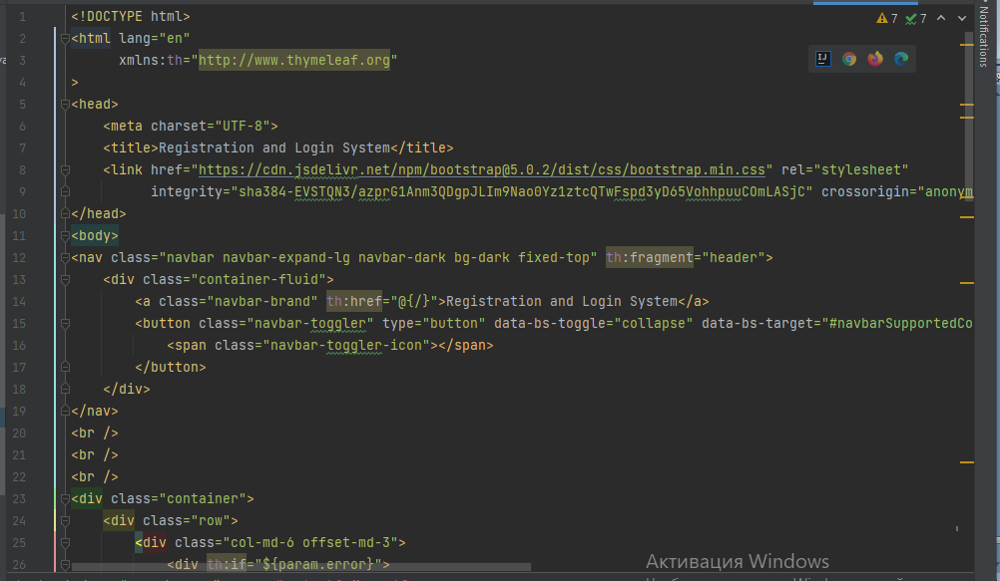 1 <!DOCTYPE html>
2 <html lang="en"
3 xmlns:th="http://www.thymeleaf.org"
4 >
5 <head>
6 <meta charset="UTF-8">
7 <title>Registration and Login System</title>
8 <link href="https://cdn.jsdelivr.net/npm/bootstrap@5.0.2/dist/css/bootstrap.min.css" rel="stylesheet"
9 integrity="sha384-EVSTQN3/azprG1Anm3QDgpJLIm9Nao0Yz1ztcQTwFspd3yD65VohhpuuCOmLASjC" crossorigin="anonym
10 </head>
11 <body>
12 <nav class="navbar navbar-expand-lg navbar-dark bg-dark fixed-top" th:fragment="header">
13 <div class="container-fluid">
14 <a class="navbar-brand" th:href="@{/}">Registration and Login System</a>
15 <button class="navbar-toggler" type="button" data-bs-toggle="collapse" data-bs-target="#navbarSupportedCo
16 <span class="navbar-toggler-icon"></span>
17 </button>
18 </div>
19 </nav>
20 <br />
21 <br />
22 <br />
23 <div class="container">
24 <div class="row">
25 <div class="col-md-6 offset-md-3">
26 <div th:if="${param.error}">
7 7
IJ
Notifications
Активация Windows